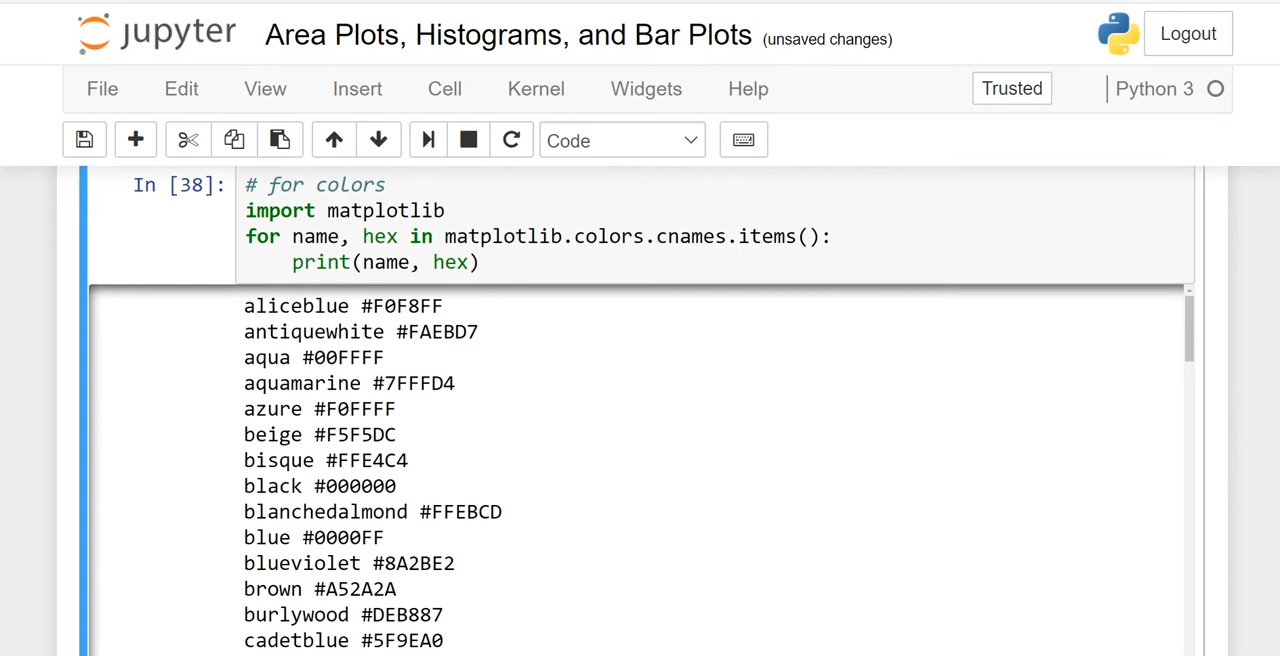 jupyter Area Plots, Histograms, and Bar Plots (unsaved changes) Logout
File Edit View Insert Cell Kernel Widgets Help Trusted Python 3
Code
In [38]: # for colors
import matplotlib
for name, hex in matplotlib.colors.cnames.items():
    print(name, hex)
aliceblue #F0F8FF
antiquewhite #FAEBD7
aqua #00FFFF
aquamarine #7FFFD4
azure #F0FFFF
beige #F5F5DC
bisque #FFE4C4
black #000000
blanchedalmond #FFEBCD
blue #0000FF
blueviolet #8A2BE2
brown #A52A2A
burlywood #DEB887
cadetblue #5F9EA0